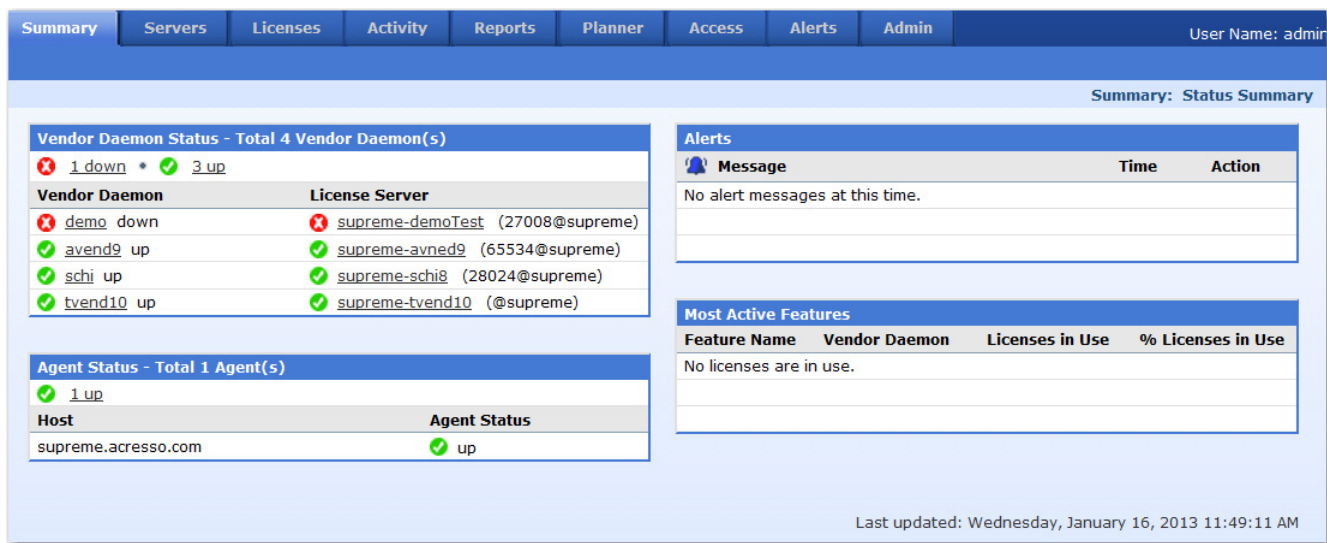 Summary Servers Licenses Activity Reports Planner Access Alerts Admin User Name: admin
Summary: Status Summary
Vendor Daemon Status - Total 4 Vendor Daemon(s)
1 down • 3 up
Vendor Daemon License Server
demo down supreme-demoTest (27008@supreme)
avend9 up supreme-avned9 (65534@supreme)
schi up supreme-schi8 (28024@supreme)
tvend10 up supreme-tvend10 (@supreme)
Agent Status - Total 1 Agent(s)
1 up
Host Agent Status
supreme.acresso.com up
Alerts
Message Time Action
No alert messages at this time.
Most Active Features
Feature Name Vendor Daemon Licenses in Use % Licenses in Use
No licenses are in use.
Last updated: Wednesday, January 16, 2013 11:49:11 AM